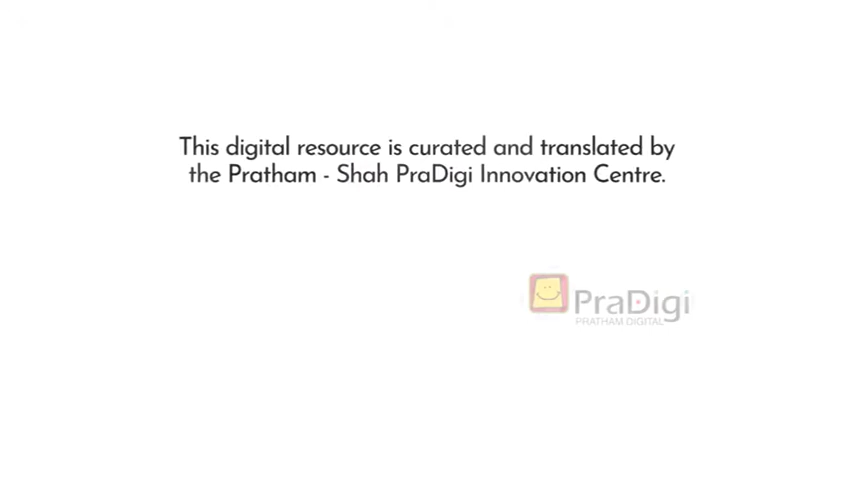 This digital resource is curated and translated by
the Pratham - Shah PraDigi Innovation Centre.
PraDigi
PRATHAM DIGITAL